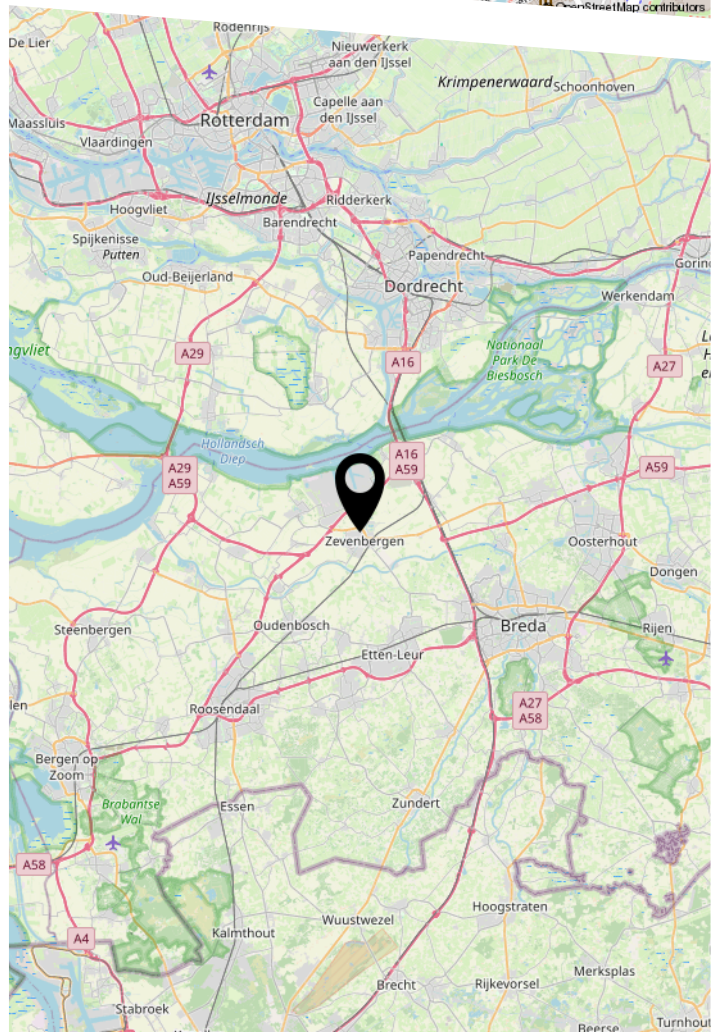 OpenStreetMap contributors
De Lier
Rodenrijs
Nieuwerkerk
aan den IJssel
Krimpenerwaard
Schoonhoven
Capelle aan
den IJssel
Maassluis
Rotterdam
Vlaardingen
IJsselmonde
Ridderkerk
Hoogvliet
Barendrecht
Spijkenisse
Putten
Papendrecht
Oud-Beijerland
Dordrecht
Werkendam
A29
A16
Nationaal
Park De
Biesbosch
A27
Hollandsch
Diep
A29
A59
A16
A59
A59
Zevenbergen
Oosterhout
Dongen
Steenbergen
Oudenbosch
Breda
Rijen
Etten-Leur
Roosendaal
A27
A58
Bergen op
Zoom
Brabantse
Wal
Essen
Zundert
A58
Hoogstraten
Wuustwezel
Kalmthout
A4
Merksplas
Brecht
Rijkevorsel
Stabroek
Beerse
Turnhout